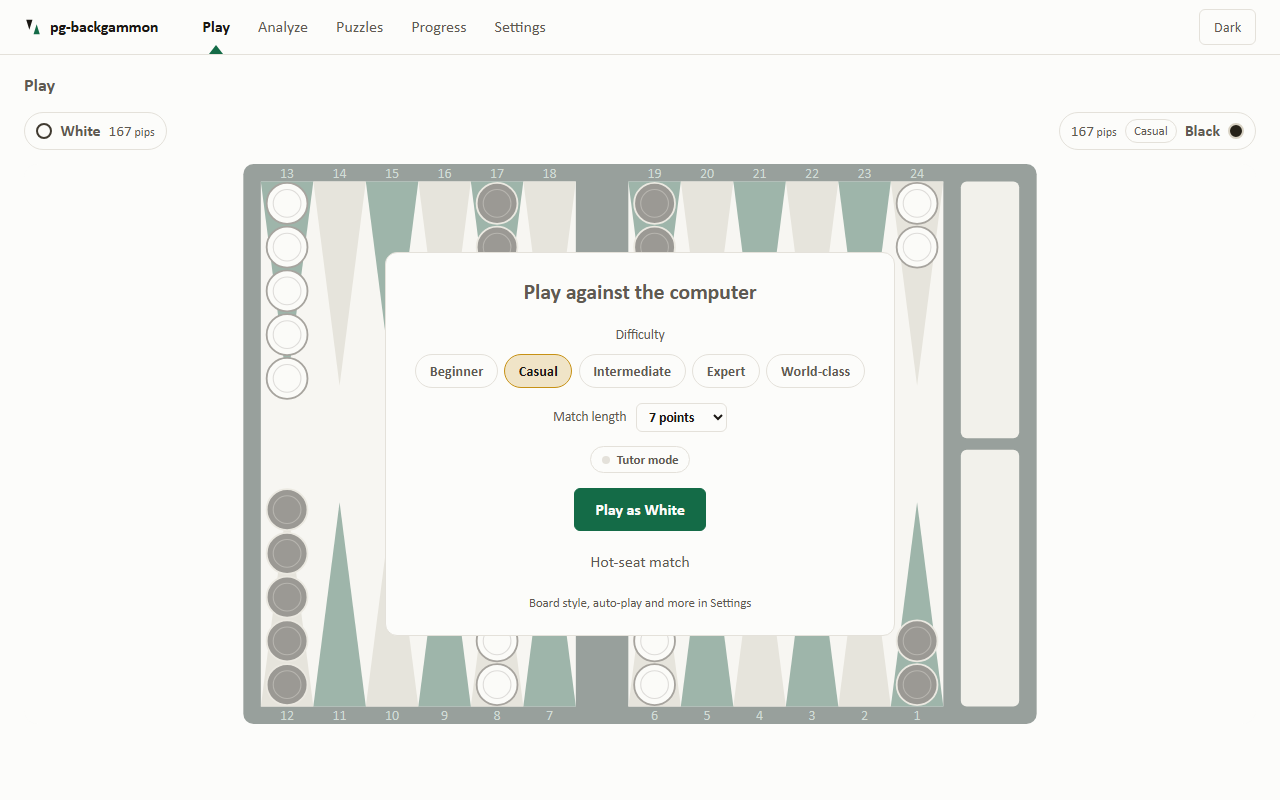 pg-backgammon Play Analyze Puzzles Progress Settings Dark
Play
White 167 pips
167 pips Casual Black
13 14 15 16 17 18 19 20 21 22 23 24
Play against the computer
Difficulty
Beginner Casual Intermediate Expert World-class
Match length 7 points
Tutor mode
Play as White
Hot-seat match
Board style, auto-play and more in Settings
12 11 10 9 8 7 6 5 4 3 2 1